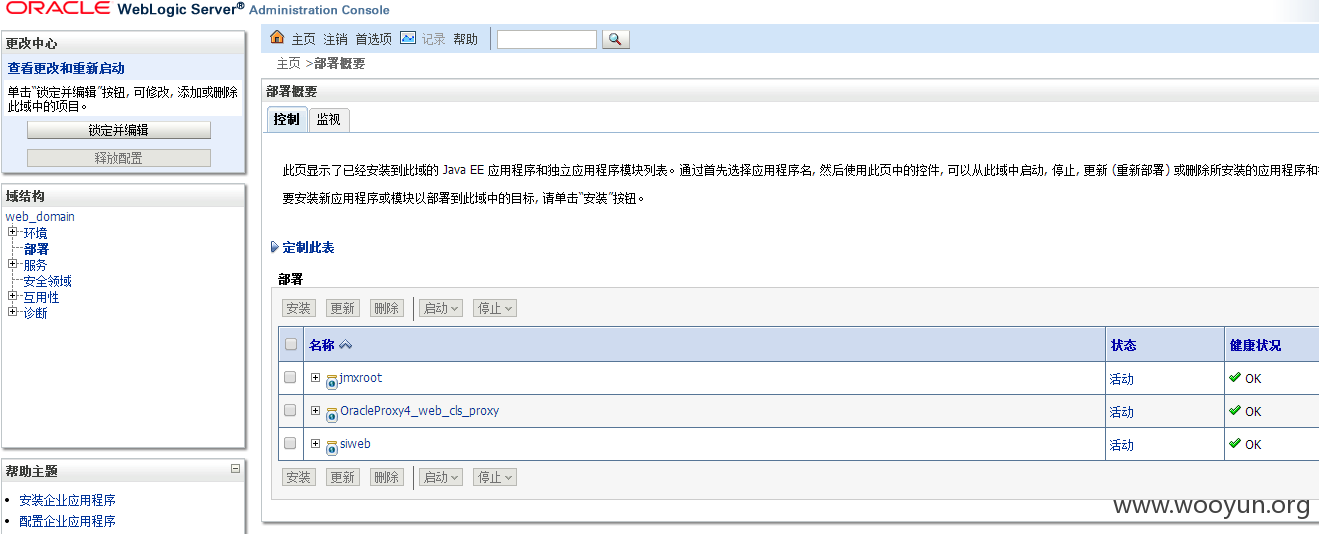 ORACLE WebLogic Server® Administration Console
更改中心
查看更改和重新启动
单击“锁定并编辑”按钮, 可修改, 添加或删除
此域中的项目。
锁定并编辑
释放配置
域结构
web_domain
环境
部署
服务
安全领域
互用性
诊断
帮助主题
安装企业应用程序
配置企业应用程序
主页 注销 首选项 记录 帮助
主页 >部署概要
部署概要
控制 监视
此页显示了已经安装到此域的 Java EE 应用程序和独立应用程序模块列表。通过首先选择应用程序名, 然后使用此页中的控件, 可以从此域中启动, 停止, 更新 (重新部署) 或删除所安装的应用程序和
要安装新应用程序或模块以部署到此域中的目标, 请单击“安装”按钮。
定制此表
部署
安装 更新 删除 启动 停止
名称 状态 健康状况
jmxroot 活动 OK
OracleProxy4_web_cls_proxy 活动 OK
siweb 活动 OK
安装 更新 删除 启动 停止
www.wooyun.org